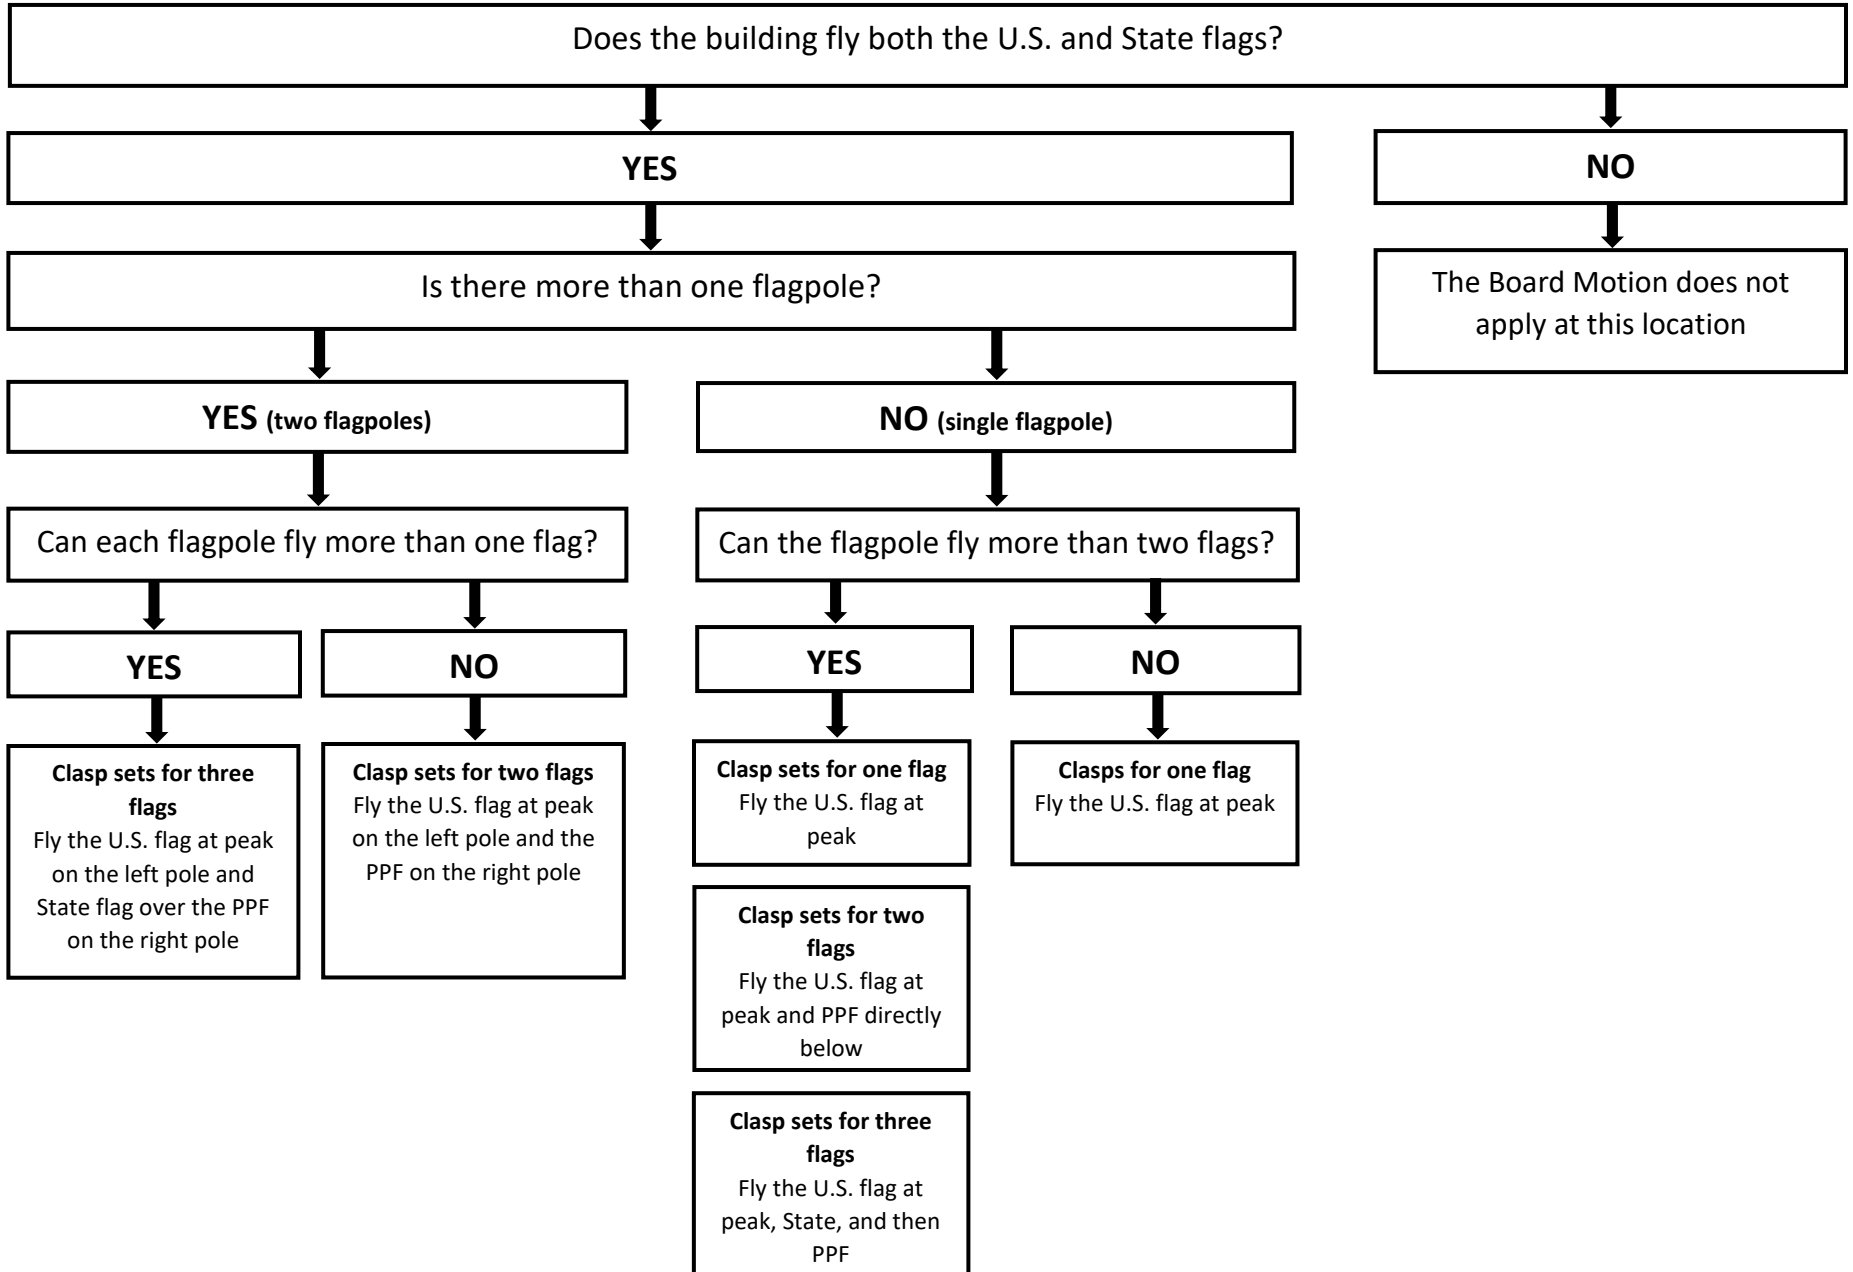 Does the building fly both the U.S. and State flags?
YES
NO
Is there more than one flagpole?
The Board Motion does not
apply at this location
YES (two flagpoles)
NO (single flagpole)
Can each flagpole fly more than one flag?
Can the flagpole fly more than two flags?
YES
NO
YES
NO
Clasp sets for three
flags
Fly the U.S. flag at peak
on the left pole and
State flag over the PPF
on the right pole
Clasp sets for two flags
Fly the U.S. flag at peak
on the left pole and the
PPF on the right pole
Clasp sets for one flag
Fly the U.S. flag at
peak
Clasps for one flag
Fly the U.S. flag at peak
Clasp sets for two
flags
Fly the U.S. flag at
peak and PPF directly
below
Clasp sets for three
flags
Fly the U.S. flag at
peak, State, and then
PPF